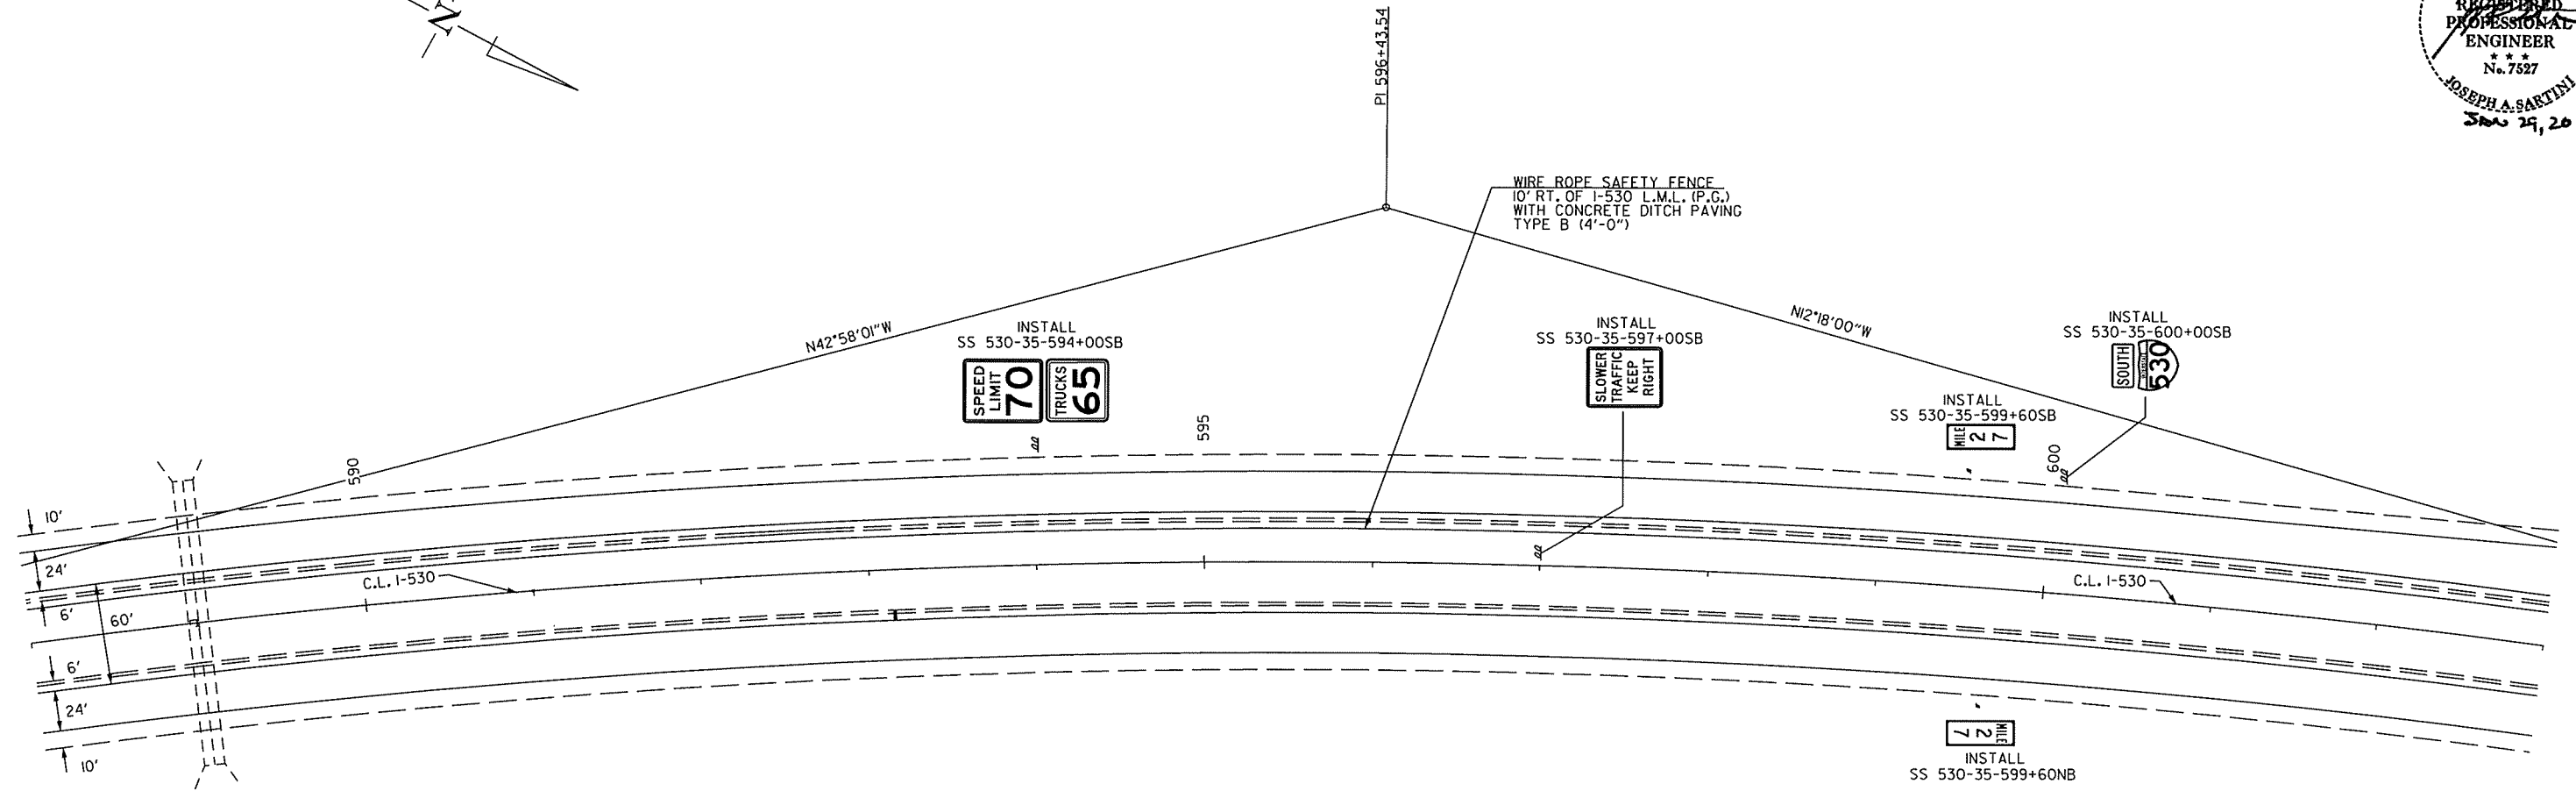 N
PI 596+43.54
REGISTERED
PROFESSIONAL
ENGINEER
★ ★ ★
No. 7527
JOSEPH A. SARTINI
JAN 29, 20
WIRE ROPE SAFETY FENCE
10' RT. OF I-530 L.M.L. (P.G.)
WITH CONCRETE DITCH PAVING
TYPE B (4'-0")
N42°58'01"W
N12°18'00"W
INSTALL
SS 530-35-594+00SB
SPEED
LIMIT
70
TRUCKS
65
INSTALL
SS 530-35-597+00SB
SLOWER
TRAFFIC
KEEP
RIGHT
INSTALL
SS 530-35-599+60SB
MILE
2
7
INSTALL
SS 530-35-600+00SB
SOUTH
530
590
595
600
10'
24'
6'
60'
6'
24'
10'
C.L. I-530
C.L. I-530
MILE
2
7
INSTALL
SS 530-35-599+60NB